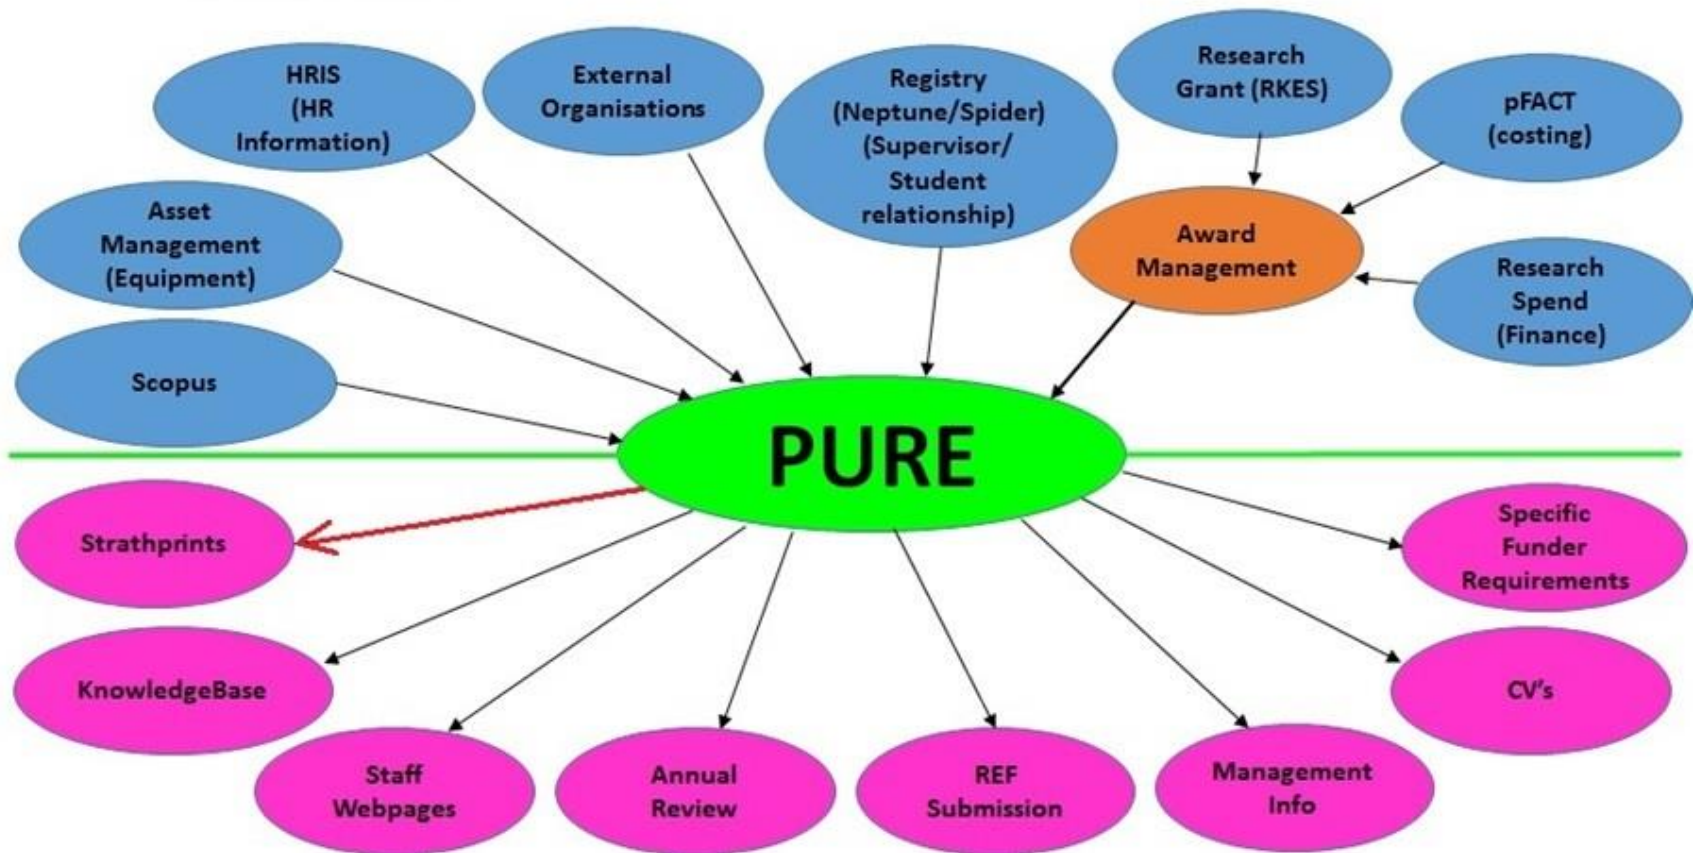 HRIS
(HR
Information)
External
Organisations
Registry
(Neptune/Spider)
(Supervisor/
Student
relationship)
Research
Grant (RKES)
pFACT
(costing)
Asset
Management
(Equipment)
Award
Management
Research
Spend
(Finance)
Scopus
PURE
Strathprints
Specific
Funder
Requirements
KnowledgeBase
CV's
Staff
Webpages
Annual
Review
REF
Submission
Management
Info